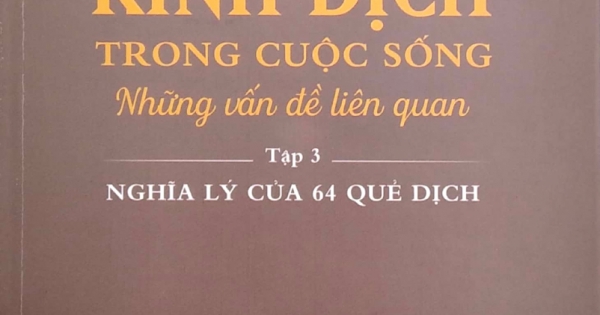 KINH DỊCH
TRONG CUỘC SỐNG
Những vấn đề liên quan
Tập 3
NGHĨA LÝ CỦA 64 QUẺ DỊCH